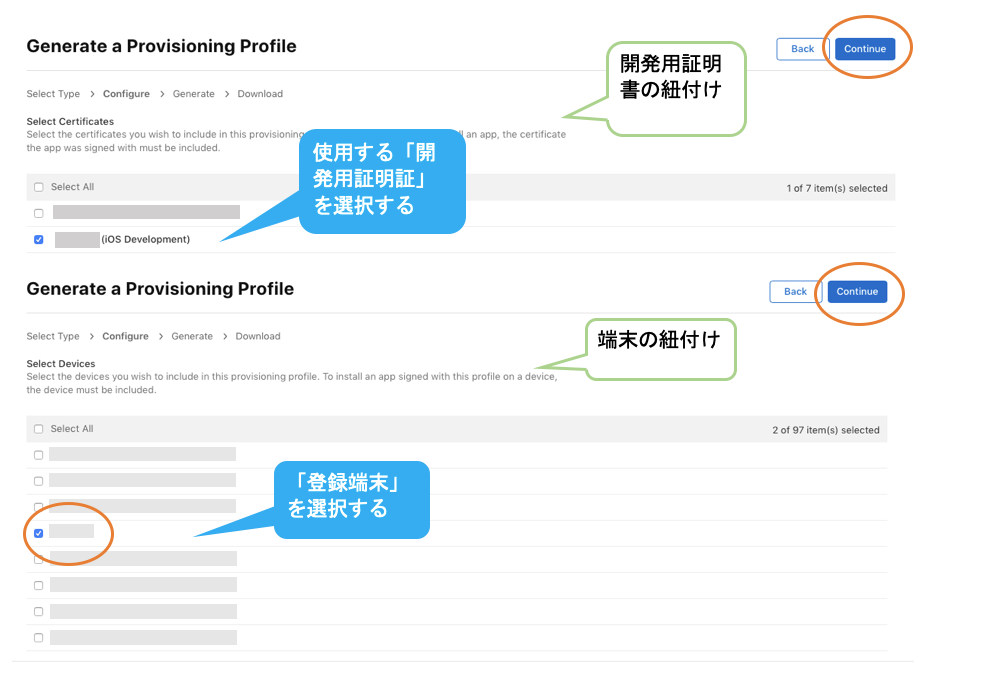 Generate a Provisioning Profile
Back
Continue
開発用証明
書の紐付け
Select Type > Configure > Generate > Download
Select Certificates
Select the certificates you wish to include in this provisioning
ll an app, the certificate
the app was signed with must be included.
使用する「開
発用証明証」
を選択する
Select All
1 of 7 item(s) selected
(iOS Development)
Generate a Provisioning Profile
Back
Continue
Select Type > Configure > Generate > Download
端末の紐付け
Select Devices
Select the devices you wish to include in this provisioning profile. To install an app signed with this profile on a device,
the device must be included.
Select All
2 of 97 item(s) selected
「登録端末」
を選択する